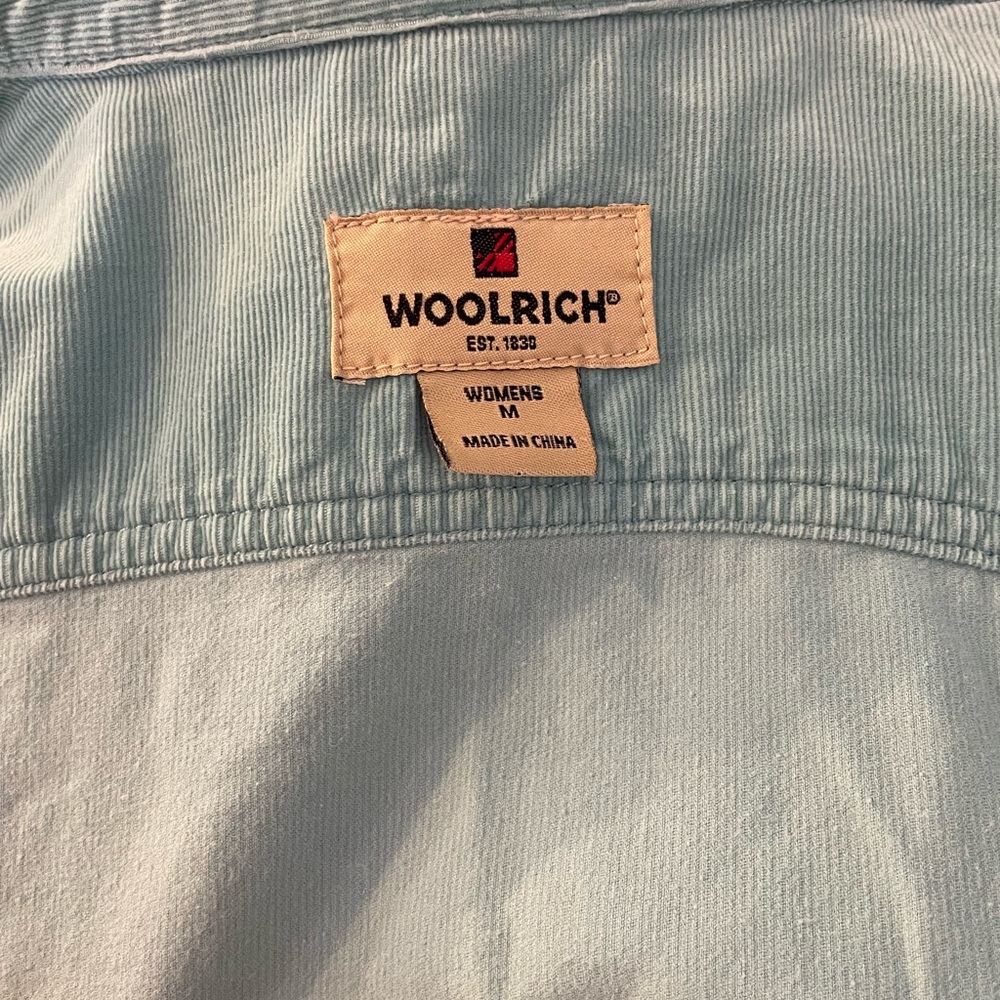 WOOLRICH®
EST. 1830
WOMENS
M
MADE IN CHINA